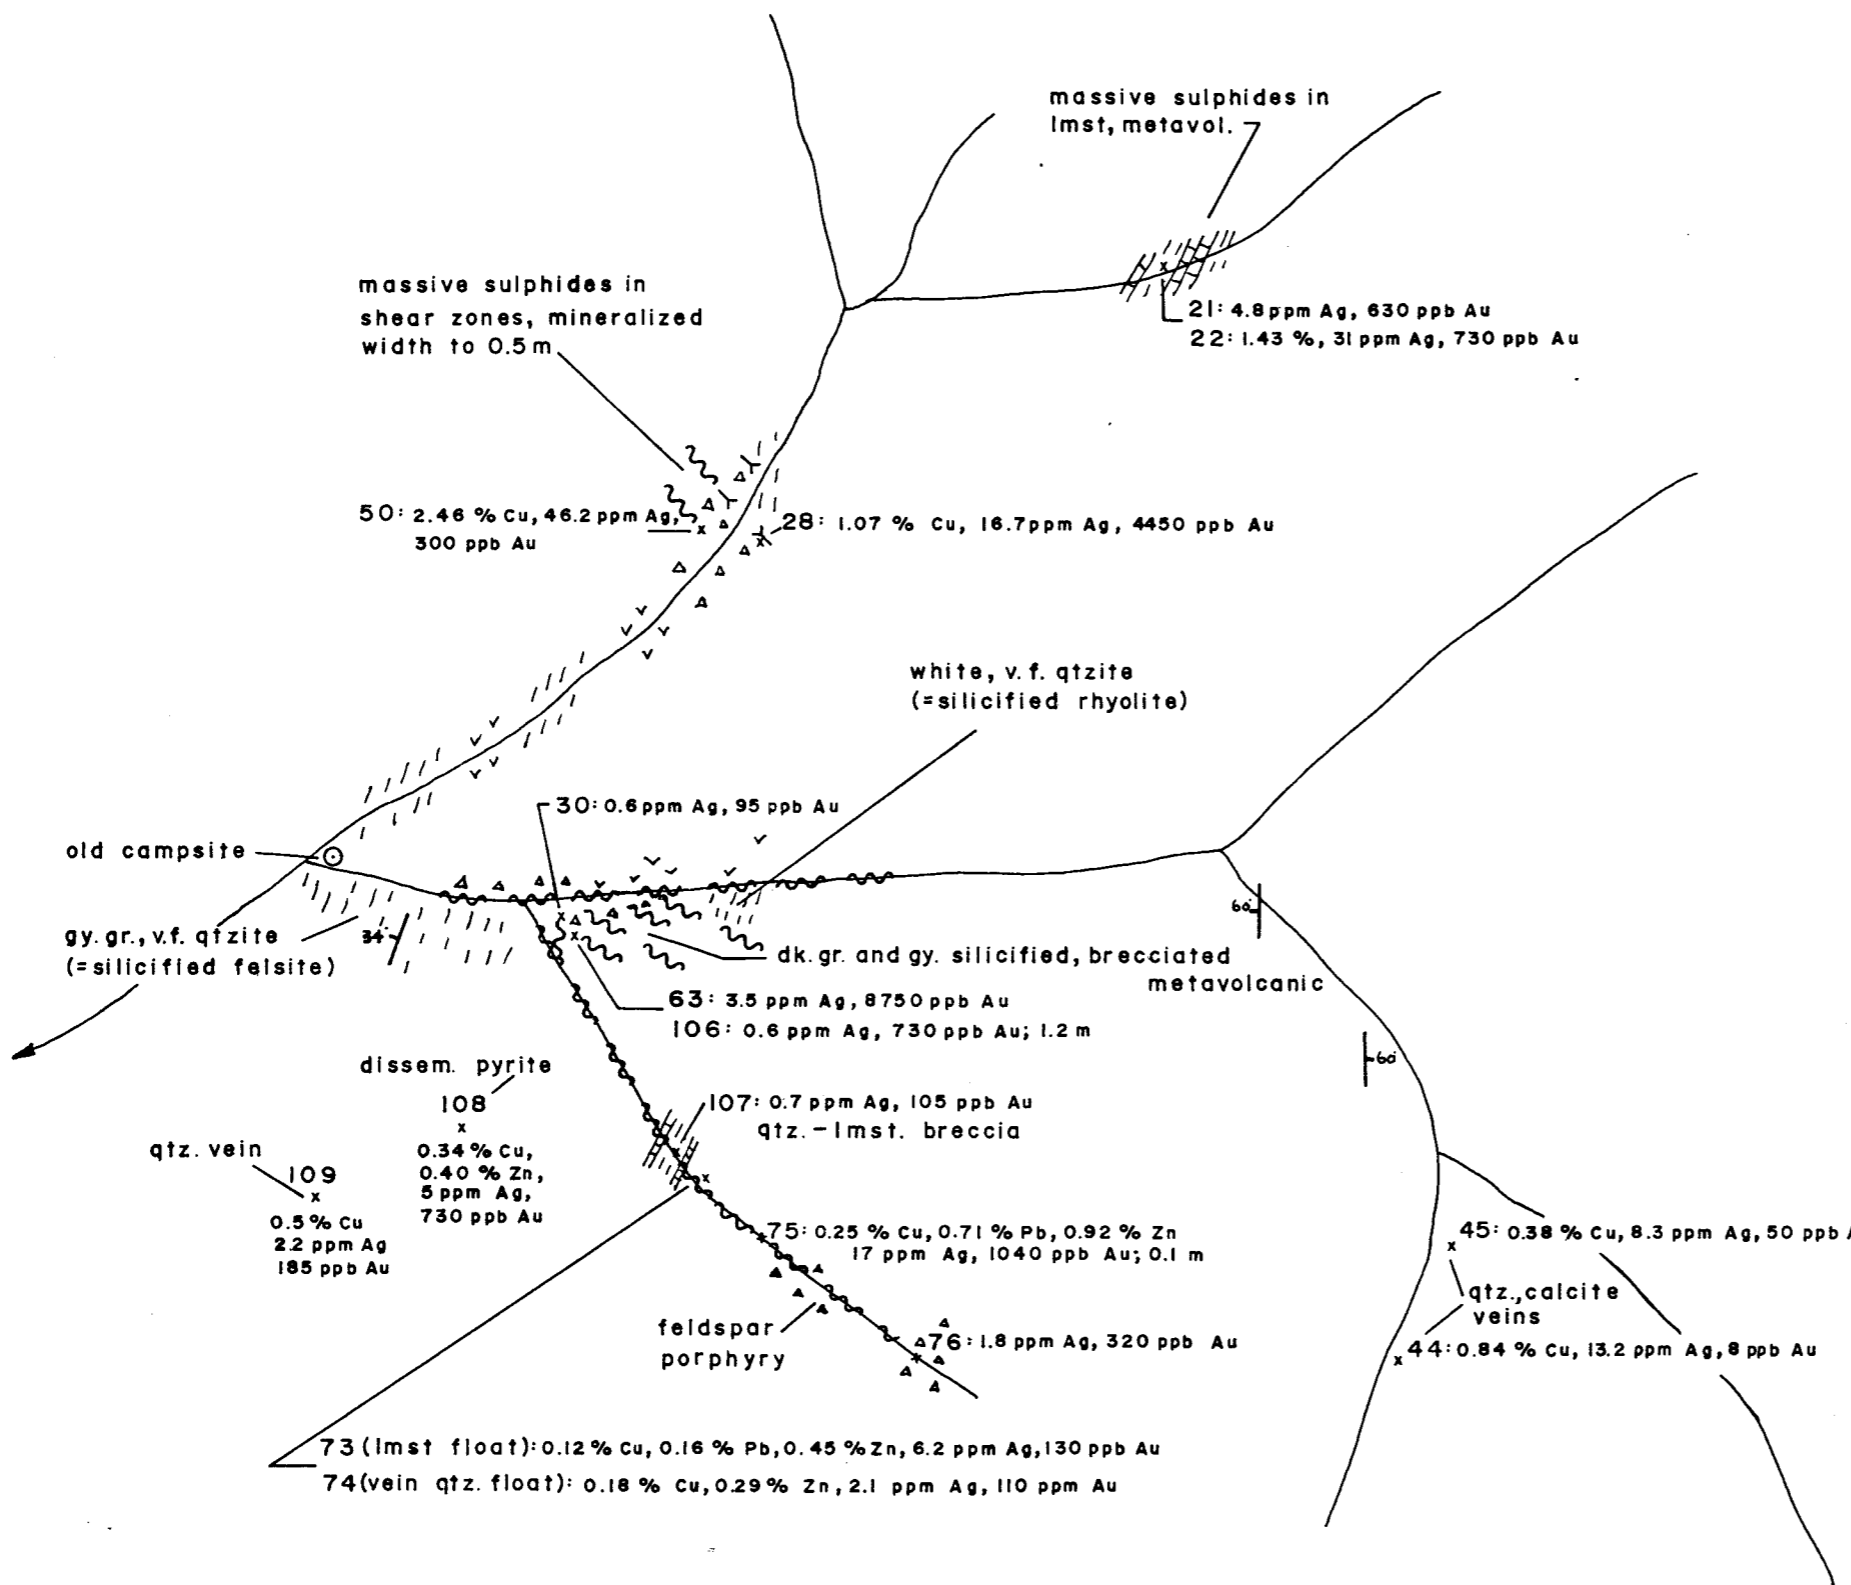 massive sulphides in
lmst, metavol.
massive sulphides in
shear zones, mineralized
width to 0.5 m
21: 4.8 ppm Ag, 630 ppb Au
22: 1.43 %, 31 ppm Ag, 730 ppb Au
50: 2.46 % Cu, 46.2 ppm Ag,
300 ppb Au
28: 1.07 % Cu, 16.7 ppm Ag, 4450 ppb Au
white, v.f. qtzite
(=silicified rhyolite)
30: 0.6 ppm Ag, 95 ppb Au
old campsite
gy. gr., v.f. qtzite
(=silicified felsite)
34°
60°
dk. gr. and gy. silicified, brecciated
metavolcanic
63: 3.5 ppm Ag, 8750 ppb Au
106: 0.6 ppm Ag, 730 ppb Au; 1.2 m
60°
dissem. pyrite
108
0.34 % Cu,
0.40 % Zn,
5 ppm Ag,
730 ppb Au
107: 0.7 ppm Ag, 105 ppb Au
qtz. - lmst. breccia
qtz. vein
109
0.5 % Cu
2.2 ppm Ag
185 ppb Au
75: 0.25 % Cu, 0.71 % Pb, 0.92 % Zn
17 ppm Ag, 1040 ppb Au; 0.1 m
45: 0.38 % Cu, 8.3 ppm Ag, 50 ppb
qtz., calcite
veins
feldspar
porphyry
76: 1.8 ppm Ag, 320 ppb Au
44: 0.84 % Cu, 13.2 ppm Ag, 8 ppb Au
73 (lmst float): 0.12 % Cu, 0.16 % Pb, 0.45 % Zn, 6.2 ppm Ag, 130 ppb Au
74 (vein qtz. float): 0.18 % Cu, 0.29 % Zn, 2.1 ppm Ag, 110 ppm Au